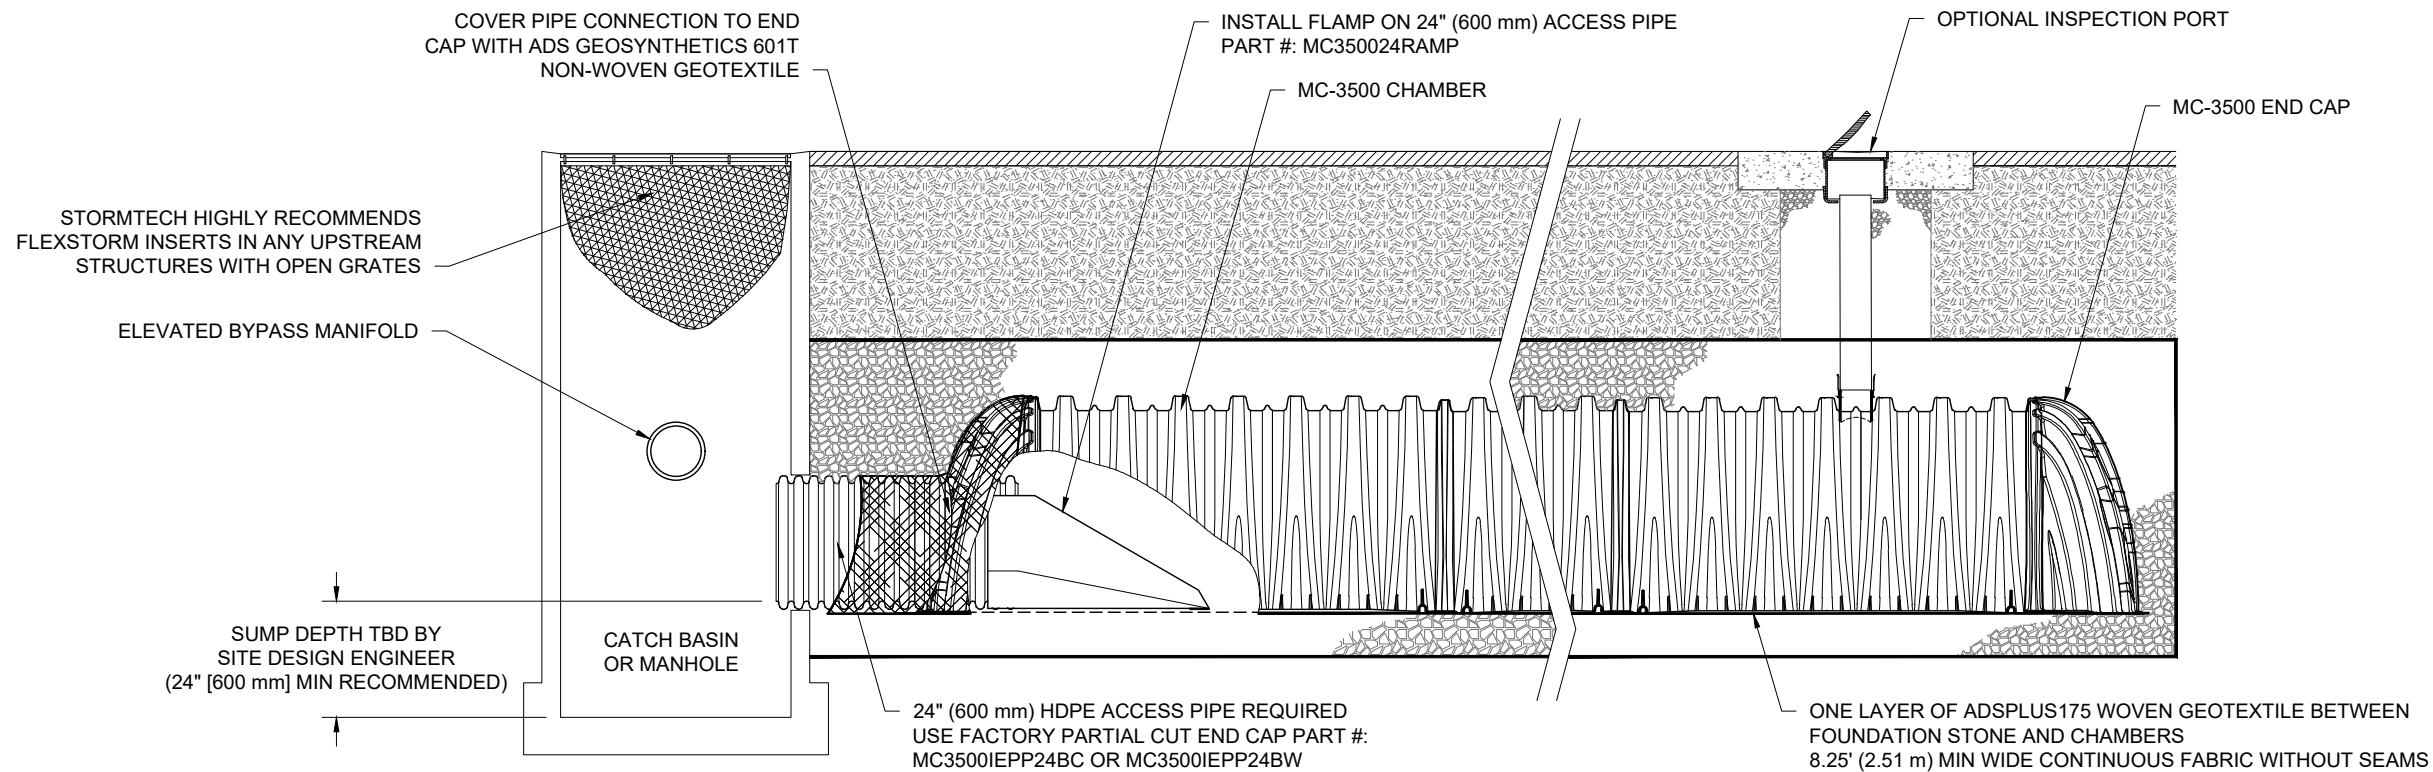 COVER PIPE CONNECTION TO END
CAP WITH ADS GEOSYNTHETICS 601T
NON-WOVEN GEOTEXTILE
INSTALL FLAMP ON 24" (600 mm) ACCESS PIPE
PART #: MC350024RAMP
OPTIONAL INSPECTION PORT
MC-3500 CHAMBER
MC-3500 END CAP
STORMTECH HIGHLY RECOMMENDS
FLEXSTORM INSERTS IN ANY UPSTREAM
STRUCTURES WITH OPEN GRATES
ELEVATED BYPASS MANIFOLD
SUMP DEPTH TBD BY
SITE DESIGN ENGINEER
(24" [600 mm] MIN RECOMMENDED)
CATCH BASIN
OR MANHOLE
24" (600 mm) HDPE ACCESS PIPE REQUIRED
USE FACTORY PARTIAL CUT END CAP PART #:
MC3500IEPP24BC OR MC3500IEPP24BW
ONE LAYER OF ADSPLUS175 WOVEN GEOTEXTILE BETWEEN
FOUNDATION STONE AND CHAMBERS
8.25' (2.51 m) MIN WIDE CONTINUOUS FABRIC WITHOUT SEAMS